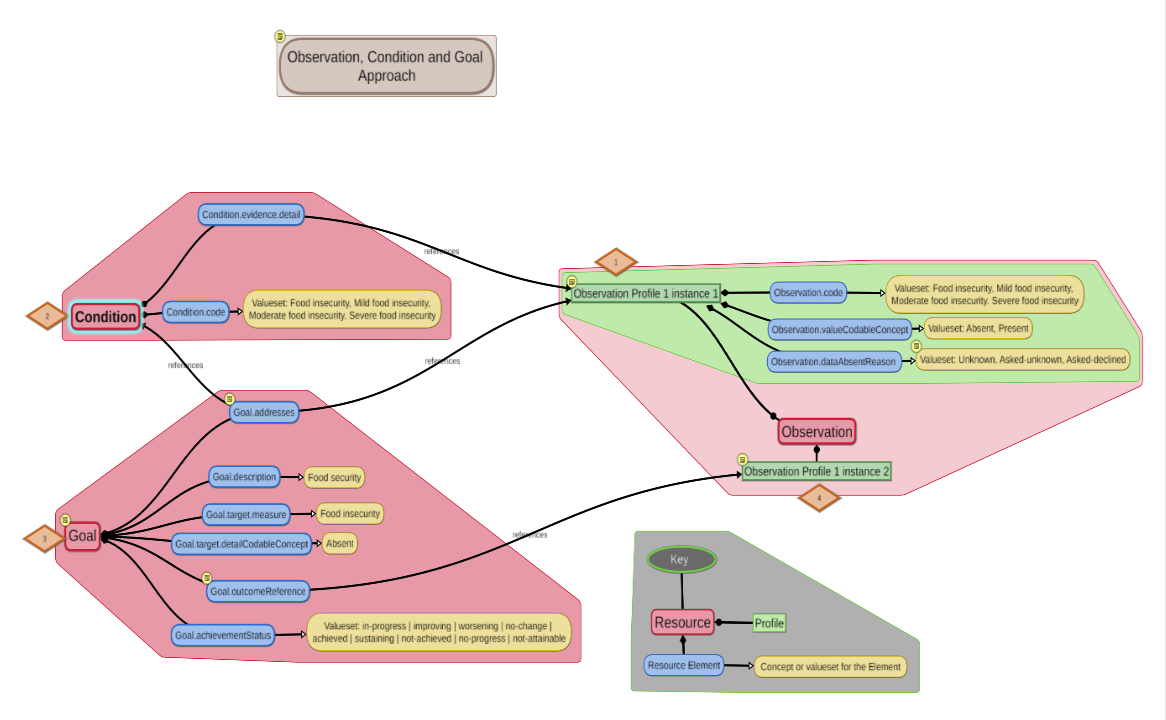 Observation, Condition and Goal
Approach
Condition.evidence.detail
references
1
Observation Profile 1 instance 1
Observation.code
Valueset: Food insecurity, Mild food insecurity,
Moderate food insecurity. Severe food insecurity
Observation.valueCodableConcept
Valueset: Absent, Present
Observation.dataAbsentReason
Valueset: Unknown, Asked-unknown, Asked-declined
2
Condition
Condition.code
Valueset: Food insecurity, Mild food insecurity,
Moderate food insecurity. Severe food insecurity
references
references
Goal.addresses
Observation
Observation Profile 1 instance 2
4
Goal.description
Food security
Goal.target.measure
Food insecurity
3
Goal
Goal.target.detailCodableConcept
Absent
references
Goal.outcomeReference
Goal.achievementStatus
Valueset: in-progress | improving | worsening | no-change |
achieved | sustaining | not-achieved | no-progress | not-attainable
Key
Resource
Profile
Resource Element
Concept or valueset for the Element